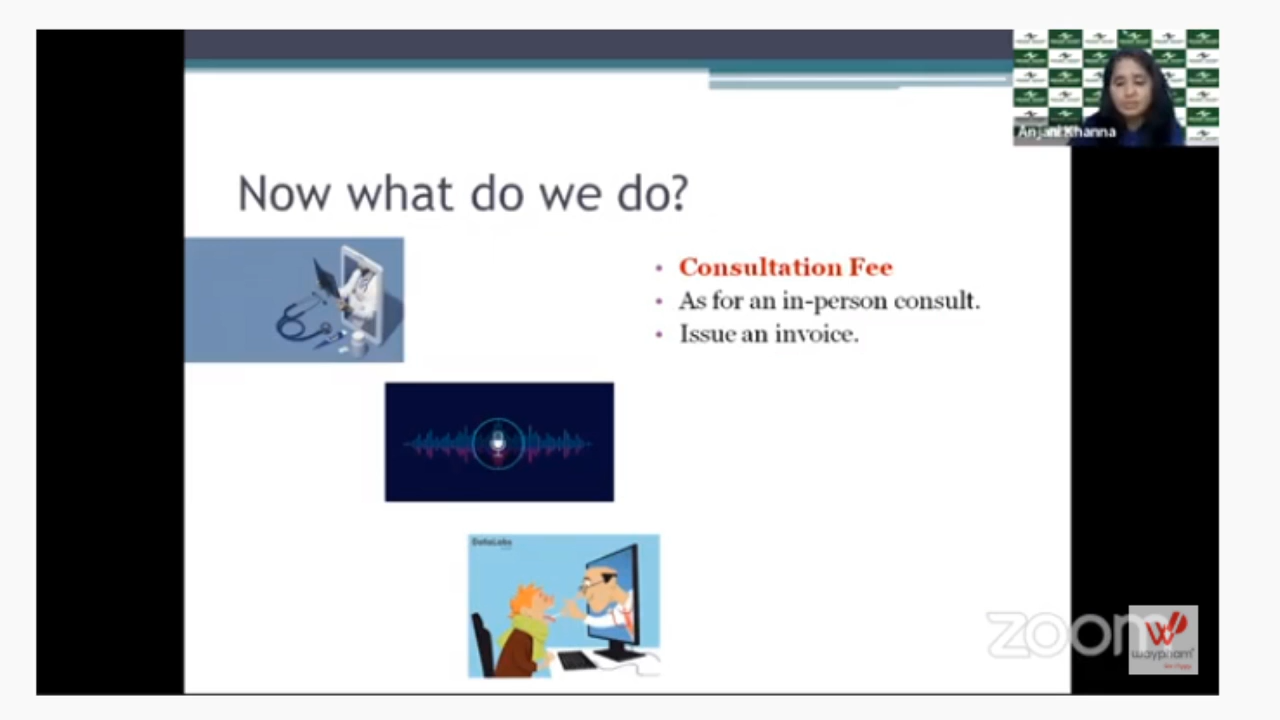 Anjani Khanna
Now what do we do?
• Consultation Fee
• As for an in-person consult.
• Issue an invoice.
DataLabs
zoom